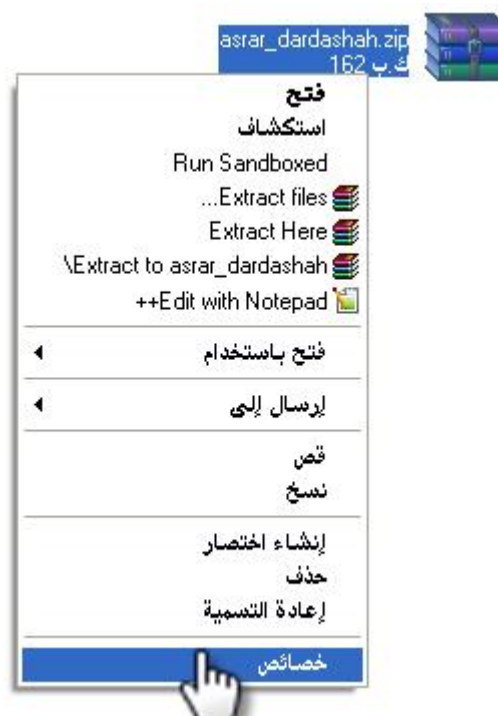 asrar_dardashah.zip
162 ك.ب
فتح
استكشاف
Run Sandboxed
...Extract files
Extract Here
\Extract to asrar_dardashah
++Edit with Notepad
فتح باستخدام
إرسال إلى
قص
نسخ
إنشاء اختصار
حذف
إعادة التسمية
خصائص